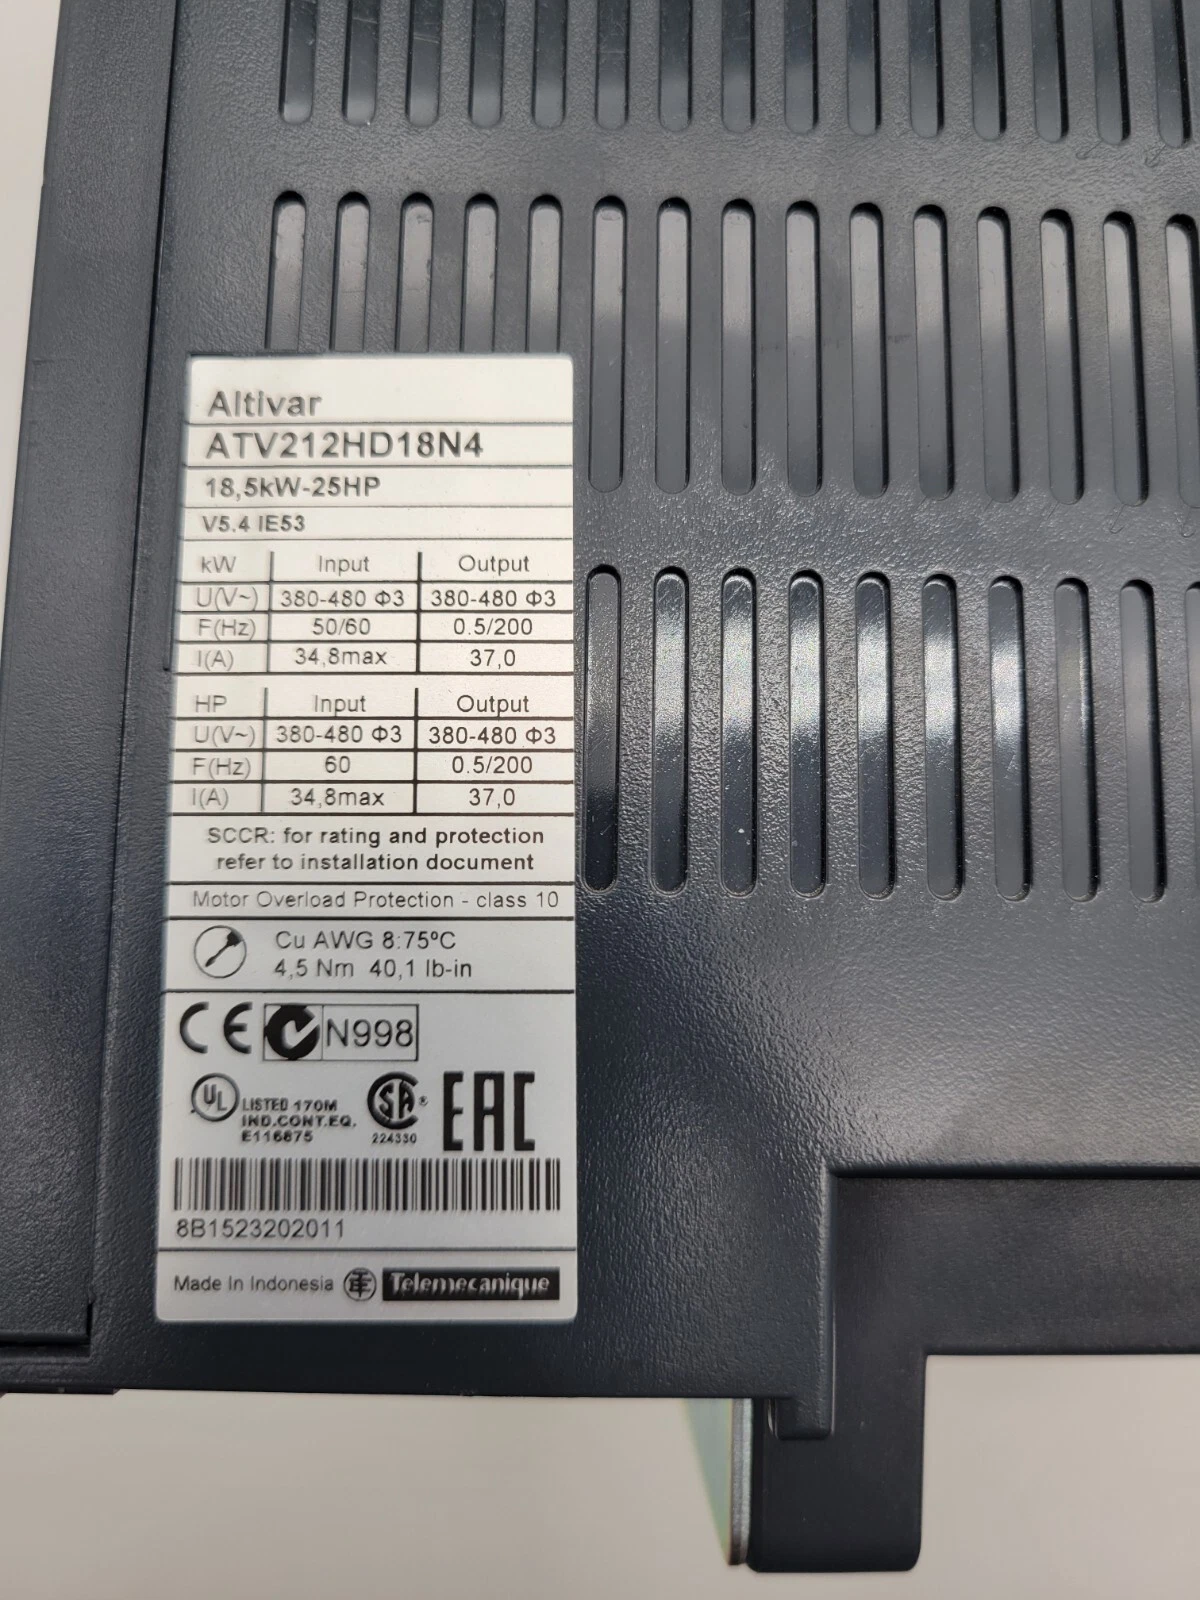 Altivar
ATV212HD18N4
18,5kW-25HP
V5.4 IE53
kW Input Output
U(V~) 380-480 Φ3 380-480 Φ3
F(Hz) 50/60 0.5/200
I(A) 34,8max 37,0
HP Input Output
U(V~) 380-480 Φ3 380-480 Φ3
F(Hz) 60 0.5/200
I(A) 34,8max 37,0
SCCR: for rating and protection
refer to installation document
Motor Overload Protection - class 10
Cu AWG 8:75ºC
4,5 Nm 40,1 lb-in
CE N998
UL LISTED 170M
IND.CONT.EQ.
E116875
SA ®
224330
EAC
8B1523202011
Made In Indonesia Telemecanique